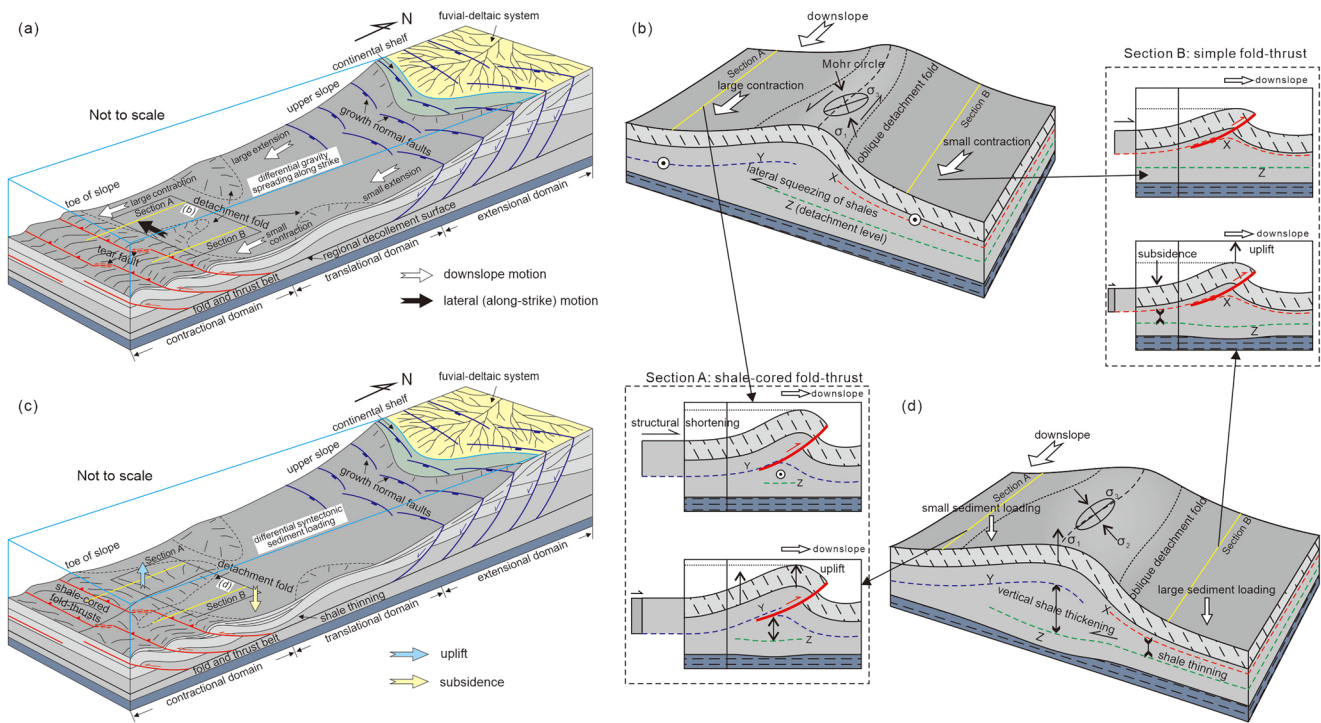 (a)
N
fuvial-deltaic system
continental shelf
upper slope
Not to scale
growth normal faults
large extension
differential gravity
spreading along strike
small extension
toe of slope
large contraction
Section A
(b)
detachment fold
Section B
small
contraction
tear fault
fold and thrust belt
regional decollement surface
extensional domain
translational domain
contractional domain
downslope motion
lateral (along-strike) motion
(b)
downslope
Section A
Mohr circle
large contraction
σ3
σ1
oblique detachment fold
Section B
small contraction
Y
X
lateral squeezing
of shales
Z (detachment level)
Section B: simple fold-thrust
downslope
X
Z
downslope
subsidence
uplift
X
Z
(c)
N
fuvial-deltaic system
continental shelf
upper slope
Not to scale
growth normal faults
differential syntectonic
sediment loading
toe of slope
Section A
(d)
detachment fold
shale-cored
fold-thrusts
Section B
shale thinning
fold and thrust belt
extensional domain
translational domain
contractional domain
uplift
subsidence
Section A: shale-cored fold-thrust
downslope
structural shortening
Y
Z
downslope
uplift
Y
Z
(d)
downslope
Section A
small sediment loading
σ3
σ1
σ2
oblique detachment fold
Section B
large sediment loading
Y
X
vertical shale thickening
Z
shale thinning